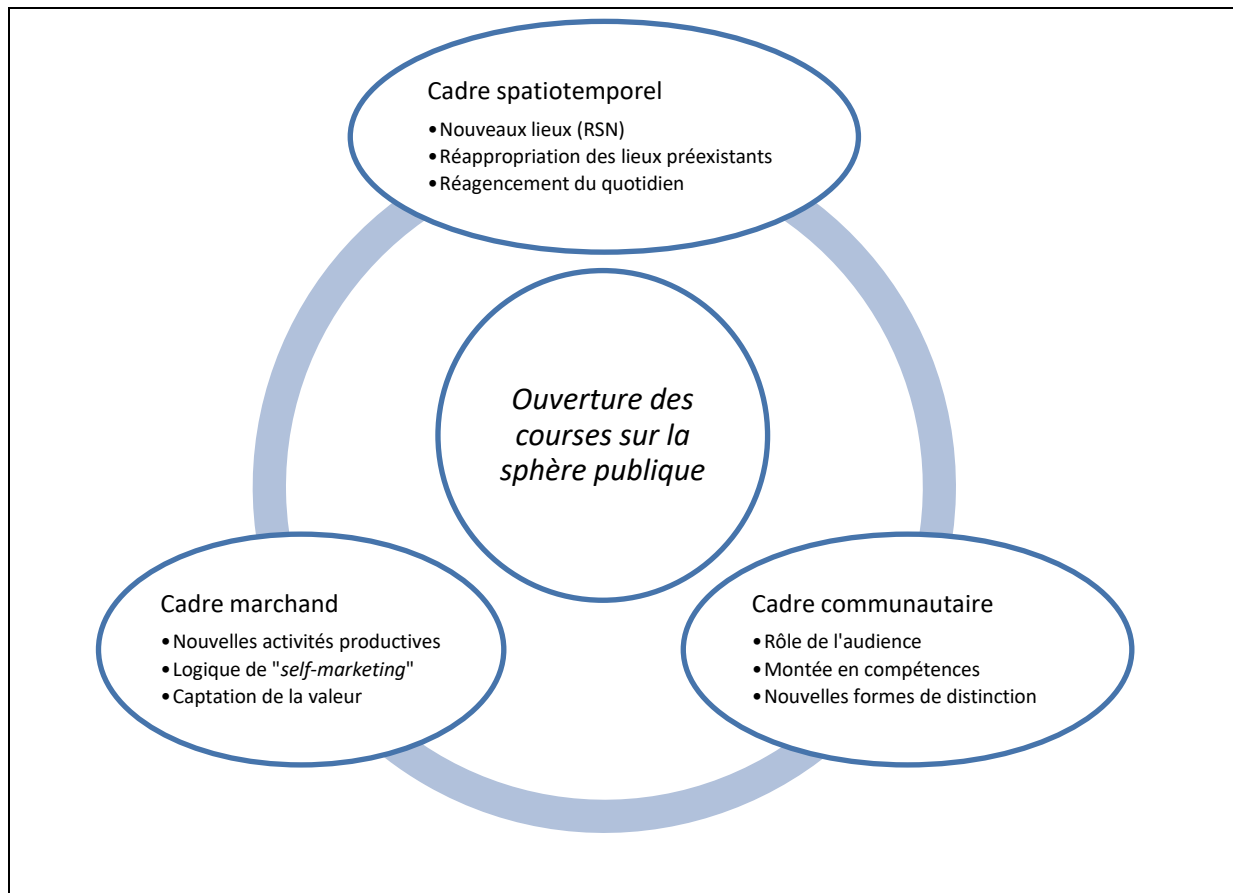 Cadre spatiotemporel
•Nouveaux lieux (RSN)
•Réappropriation des lieux préexistants
•Réagencement du quotidien
Ouverture des
courses sur la
sphère publique
Cadre marchand
•Nouvelles activités productives
•Logique de "self-marketing"
•Captation de la valeur
Cadre communautaire
•Rôle de l'audience
•Montée en compétences
•Nouvelles formes de distinction